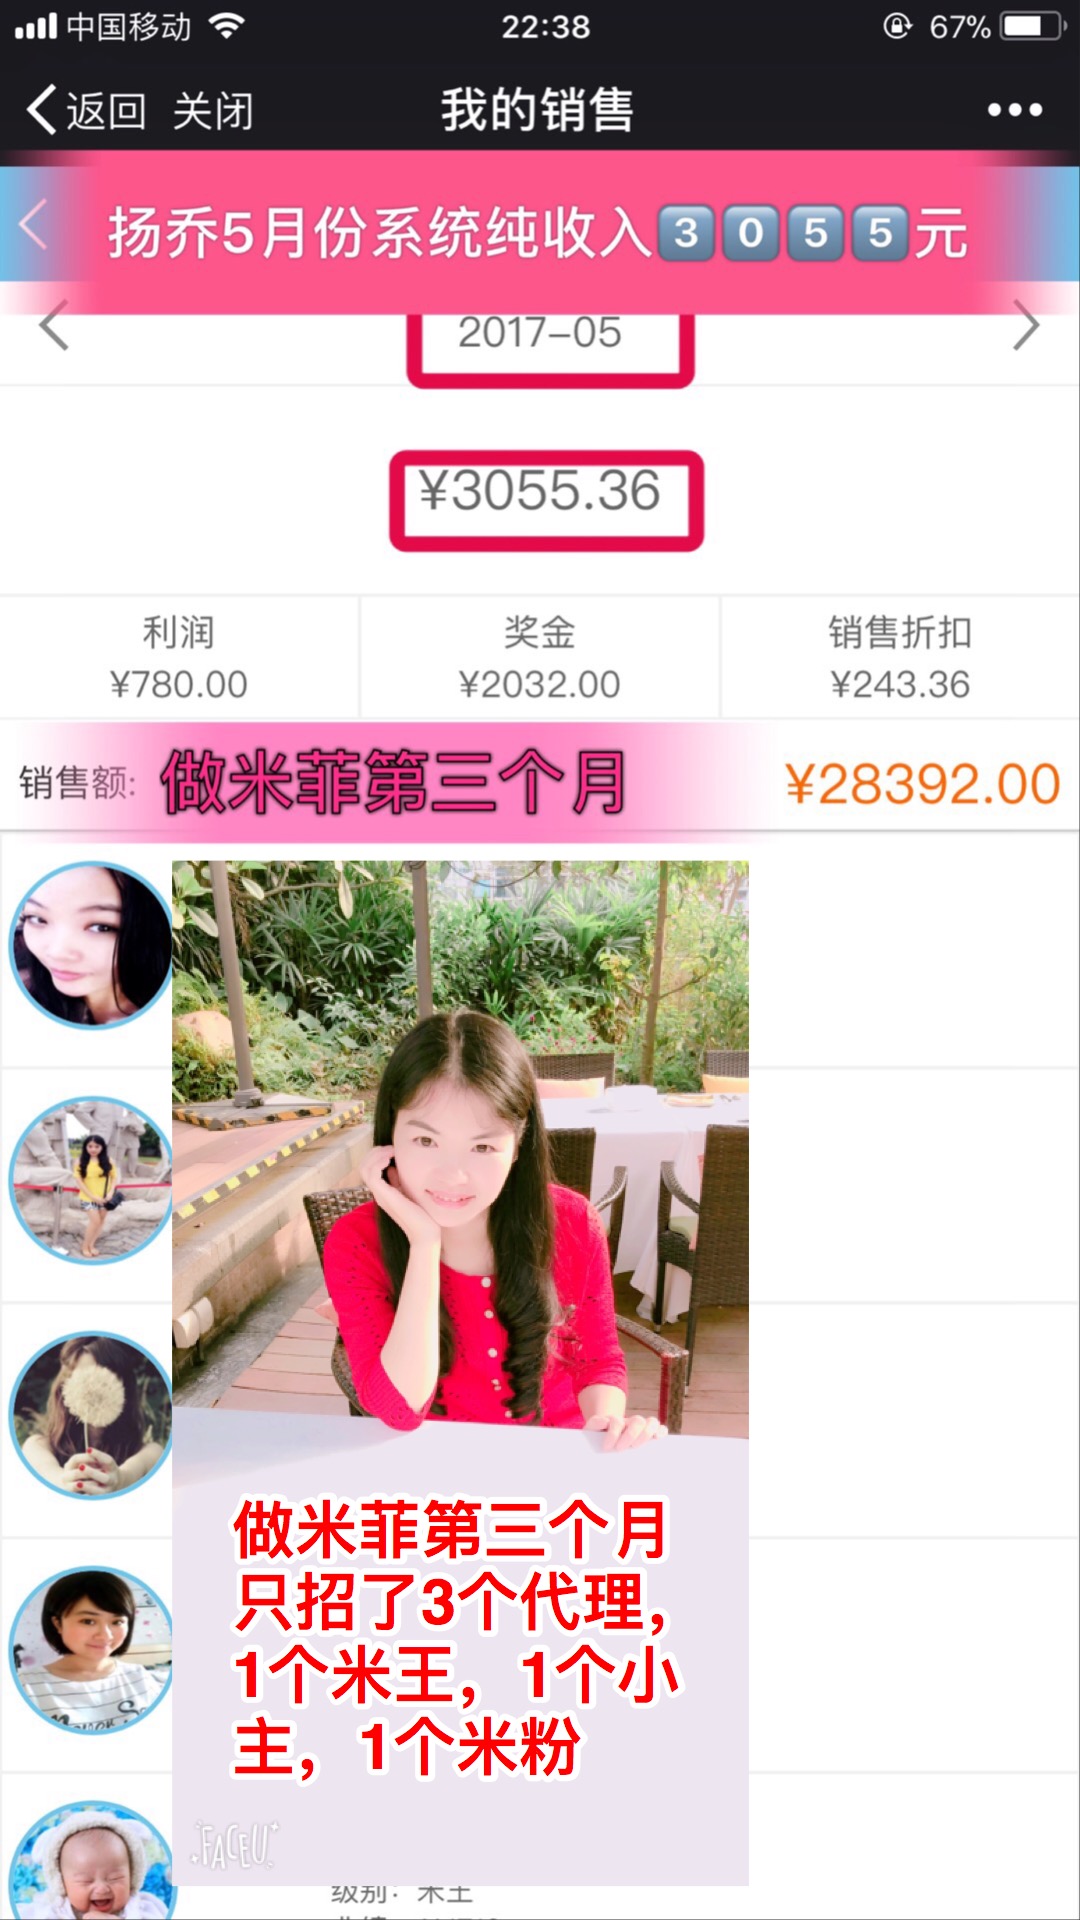 中国移动 22:38 67%
返回 关闭 我的销售
扬乔5月份系统纯收入3055元
2017-05
¥3055.36
利润 奖金 销售折扣
¥780.00 ¥2032.00 ¥243.36
销售额: 做米菲第三个月 ¥28392.00
做米菲第三个月
只招了3个代理，
1个米王，1个小
主，1个米粉
FACEU
级别：米王